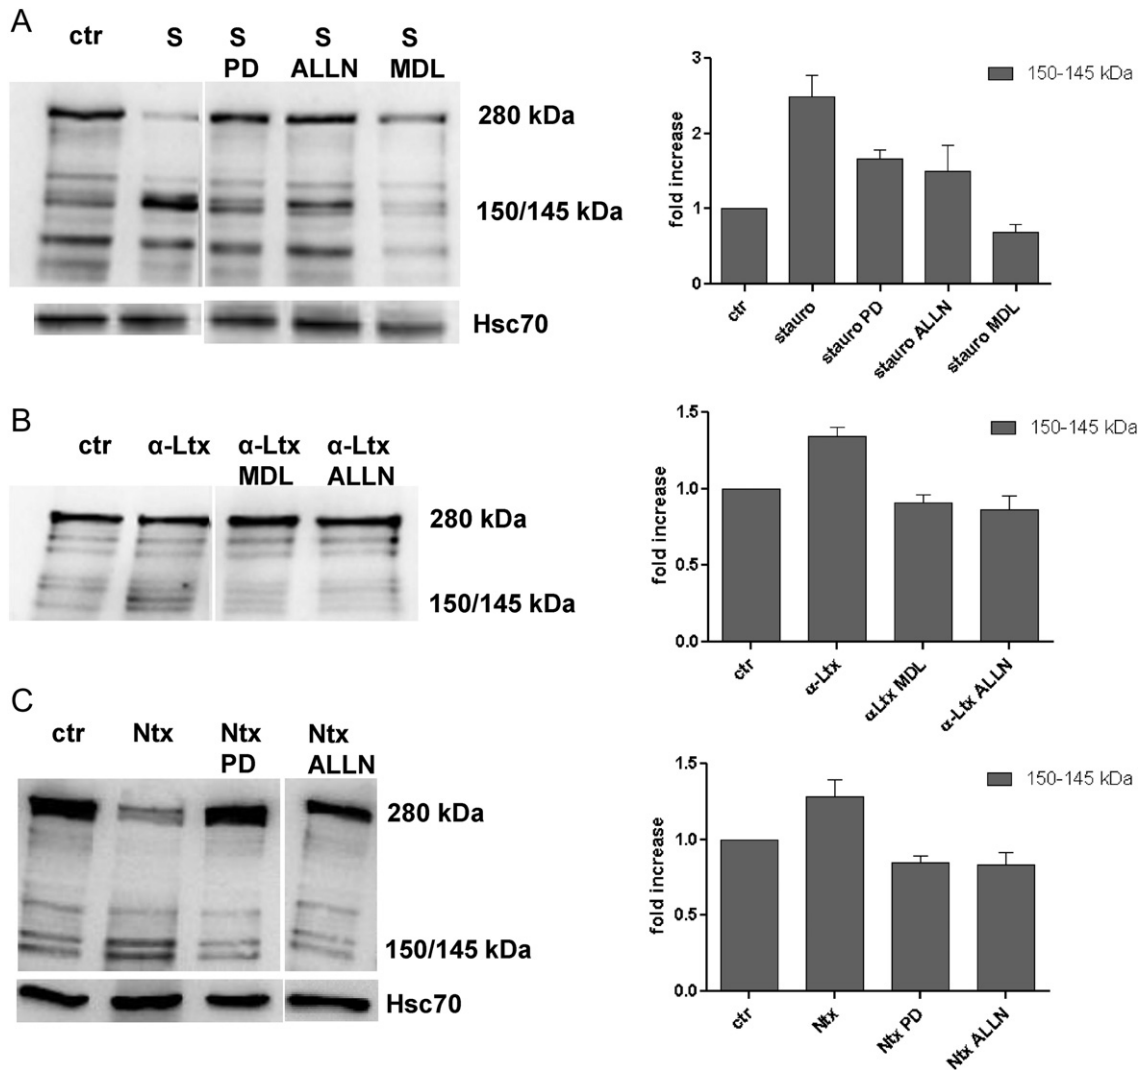 A
ctr S S S S
PD ALLN MDL
280 kDa
150/145 kDa
Hsc70
3
2
1
0
fold increase
150-145 kDa
ctr
stauro
stauro PD
stauro ALLN
stauro MDL
B
ctr α-Ltx α-Ltx α-Ltx
MDL ALLN
280 kDa
150/145 kDa
1.5
1.0
0.5
0.0
fold increase
150-145 kDa
ctr
α-Ltx
αLtx MDL
α-Ltx ALLN
C
ctr Ntx Ntx Ntx
PD ALLN
280 kDa
150/145 kDa
Hsc70
1.5
1.0
0.5
0.0
fold increase
150-145 kDa
ctr
Ntx
Ntx PD
Ntx ALLN